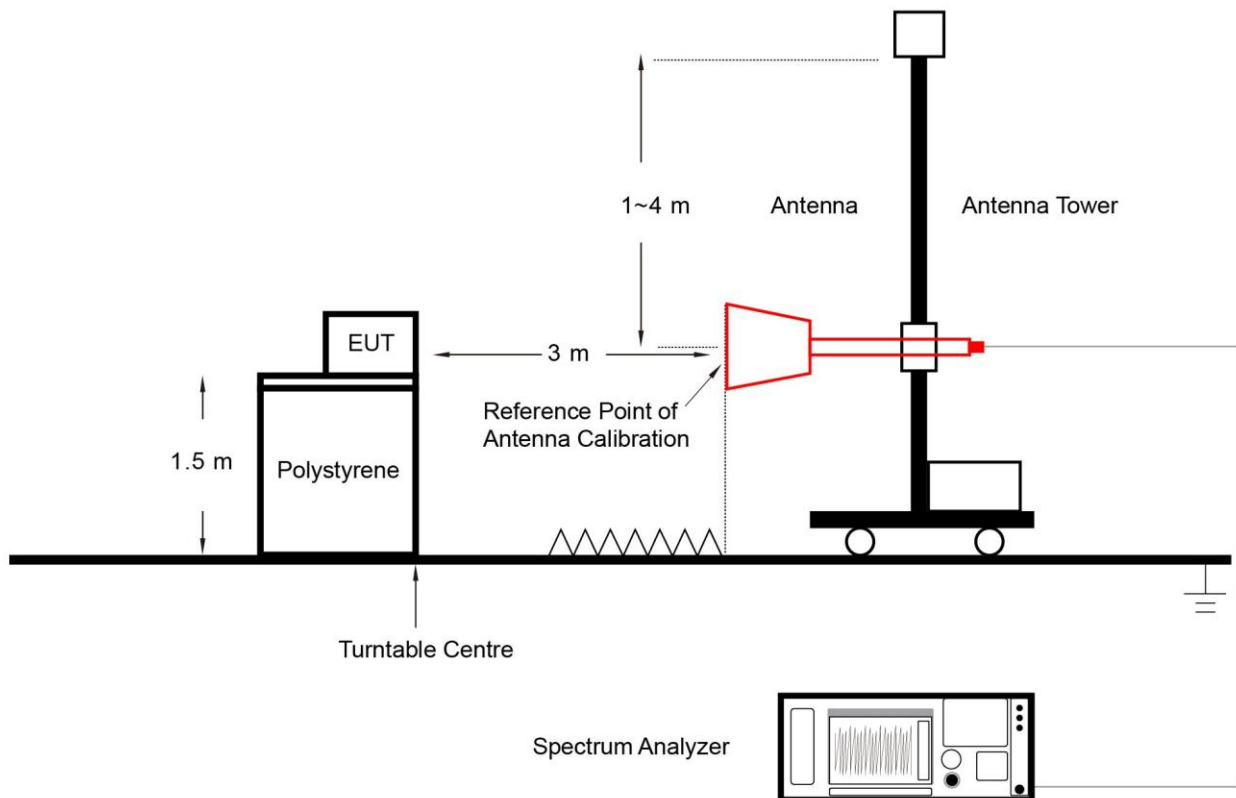 1~4 m
Antenna
Antenna Tower
EUT
3 m
Reference Point of
Antenna Calibration
1.5 m
Polystyrene
Turntable Centre
Spectrum Analyzer